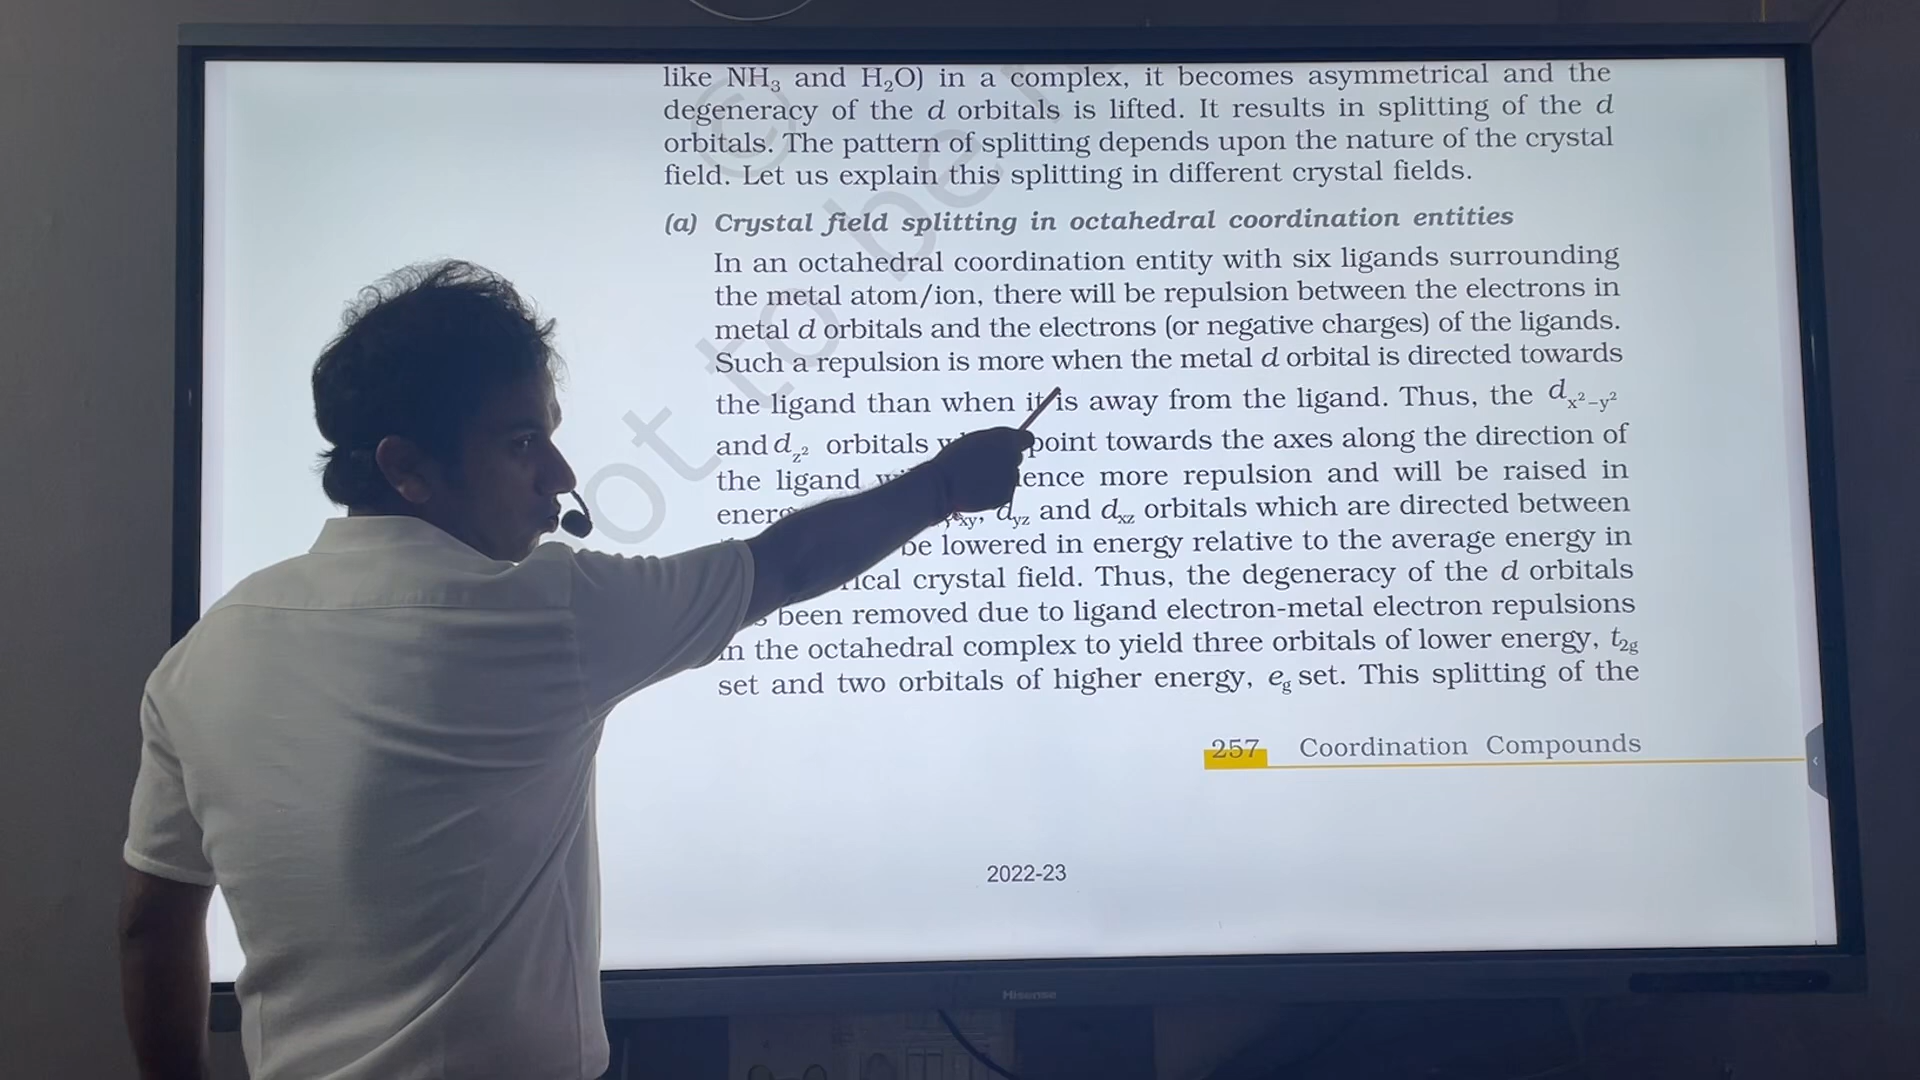 like NH₃ and H₂O) in a complex, it becomes asymmetrical and the
degeneracy of the d orbitals is lifted. It results in splitting of the d
orbitals. The pattern of splitting depends upon the nature of the crystal
field. Let us explain this splitting in different crystal fields.
(a) Crystal field splitting in octahedral coordination entities
In an octahedral coordination entity with six ligands surrounding
the metal atom/ion, there will be repulsion between the electrons in
metal d orbitals and the electrons (or negative charges) of the ligands.
Such a repulsion is more when the metal d orbital is directed towards
the ligand than when it is away from the ligand. Thus, the dx²₋y²
and dz² orbitals point towards the axes along the direction of
the ligand more repulsion and will be raised in
dyz and dxz orbitals which are directed between
be lowered in energy relative to the average energy in
crystal field. Thus, the degeneracy of the d orbitals
been removed due to ligand electron-metal electron repulsions
in the octahedral complex to yield three orbitals of lower energy, t2g
set and two orbitals of higher energy, eg set. This splitting of the
257 Coordination Compounds
2022-23
Hisense
© not to be